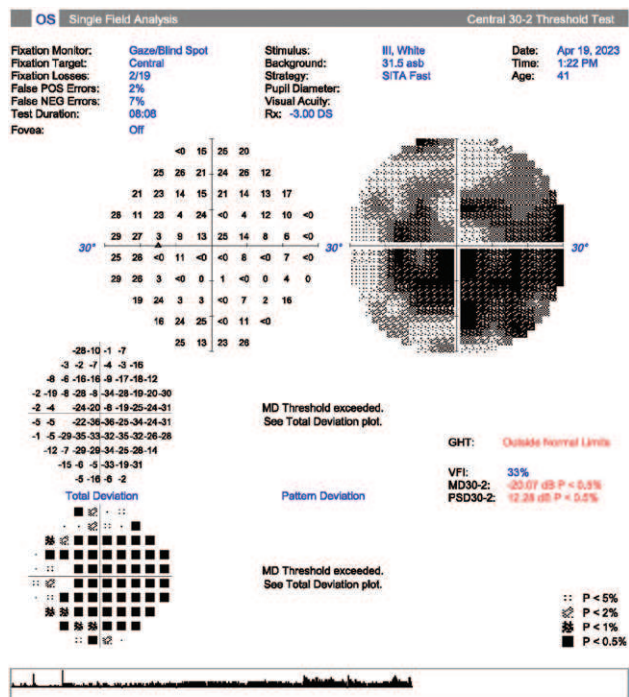 OS Single Field Analysis Central 30-2 Threshold Test
Fixation Monitor: Gaze/Blind Spot Stimulus: III, White Date: Apr 19, 2023
Fixation Target: Central Background: 31.5 asb Time: 1:22 PM
Fixation Losses: 2/19 Strategy: SITA Fast Age: 41
False POS Errors: 2% Pupil Diameter:
False NEG Errors: 7% Visual Acuity:
Test Duration: 08:08 Rx: -3.00 DS
Fovea: Off
<0 15 25 20
25 26 21 24 26 12
21 23 14 15 21 14 13 17
28 11 23 4 24 <0 4 12 10 <0
29 27 3 9 13 25 14 8 6 <0
30° 30° 30°
25 26 <0 11 <0 <0 8 <0 7 <0
29 26 3 <0 0 1 <0 <0 4 0
19 24 3 3 <0 7 2 16
16 24 25 <0 11 <0
25 13 23 26
-28 -10 -1 -7
-3 -2 -7 -4 -3 -16
-8 -6 -16 -16 -9 -17 -18 -12
-2 -19 -8 -28 -8 -34 -28 -19 -20 -30
-2 -4 -24 -20 -8 -19 -25 -24 -31
-5 -5 -22 -36 -36 -25 -34 -24 -31
-1 -5 -29 -35 -33 -32 -35 -32 -26 -28
-12 -7 -29 -29 -34 -25 -28 -14
-15 -6 -5 -33 -19 -31
-5 -16 -6 -2
MD Threshold exceeded.
See Total Deviation plot.
GHT: Outside Normal Limits
VFI: 33%
MD30-2: -20.07 dB P < 0.5%
PSD30-2: 12.28 dB P < 0.5%
Total Deviation Pattern Deviation
MD Threshold exceeded.
See Total Deviation plot.
P < 5%
P < 2%
P < 1%
P < 0.5%